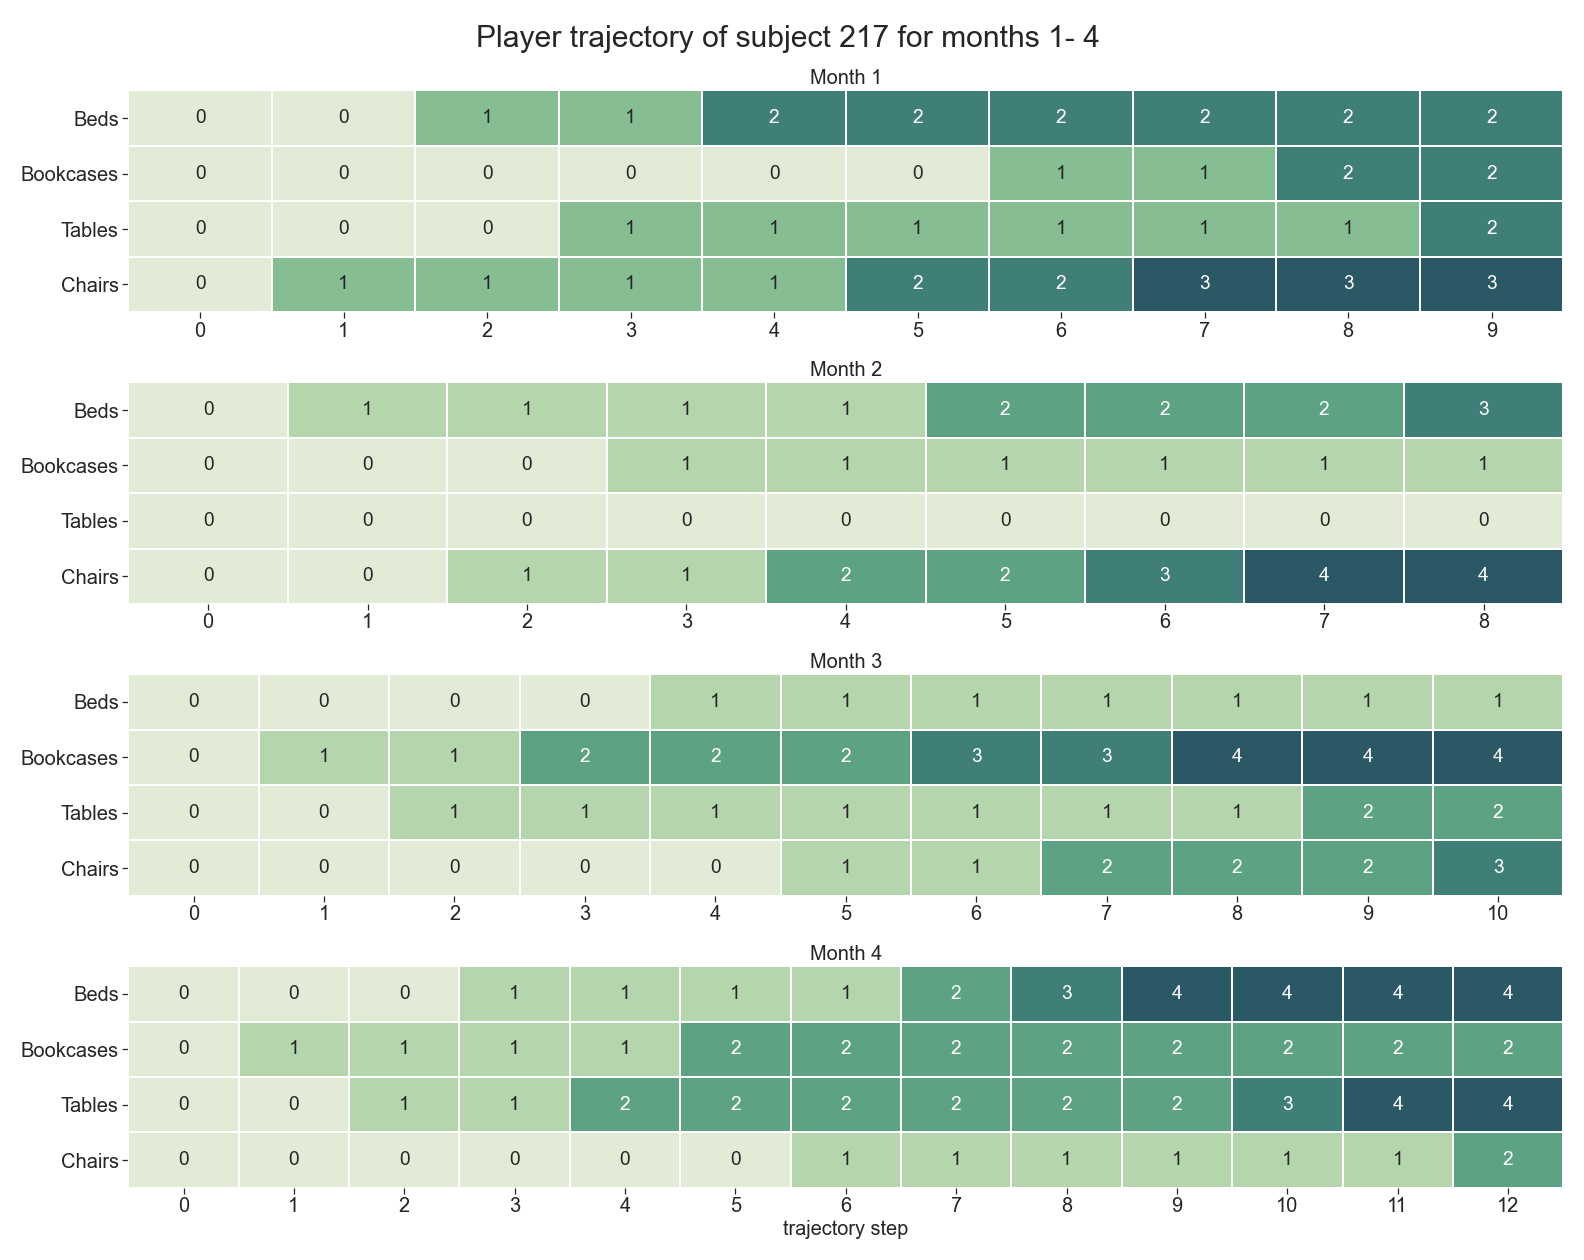 Player trajectory of subject 217 for months 1- 4
Month 1
Beds 0 0 1 1 2 2 2 2 2 2
Bookcases 0 0 0 0 0 0 1 1 2 2
Tables 0 0 0 1 1 1 1 1 1 2
Chairs 0 1 1 1 1 2 2 3 3 3
0 1 2 3 4 5 6 7 8 9
Month 2
Beds 0 1 1 1 1 2 2 2 3
Bookcases 0 0 0 1 1 1 1 1 1
Tables 0 0 0 0 0 0 0 0 0
Chairs 0 0 1 1 2 2 3 4 4
0 1 2 3 4 5 6 7 8
Month 3
Beds 0 0 0 0 1 1 1 1 1 1 1
Bookcases 0 1 1 2 2 2 3 3 4 4 4
Tables 0 0 1 1 1 1 1 1 1 2 2
Chairs 0 0 0 0 0 1 1 2 2 2 3
0 1 2 3 4 5 6 7 8 9 10
Month 4
Beds 0 0 0 1 1 1 1 2 3 4 4 4 4
Bookcases 0 1 1 1 1 2 2 2 2 2 2 2 2
Tables 0 0 1 1 2 2 2 2 2 2 3 4 4
Chairs 0 0 0 0 0 0 1 1 1 1 1 1 2
0 1 2 3 4 5 6 7 8 9 10 11 12
trajectory step